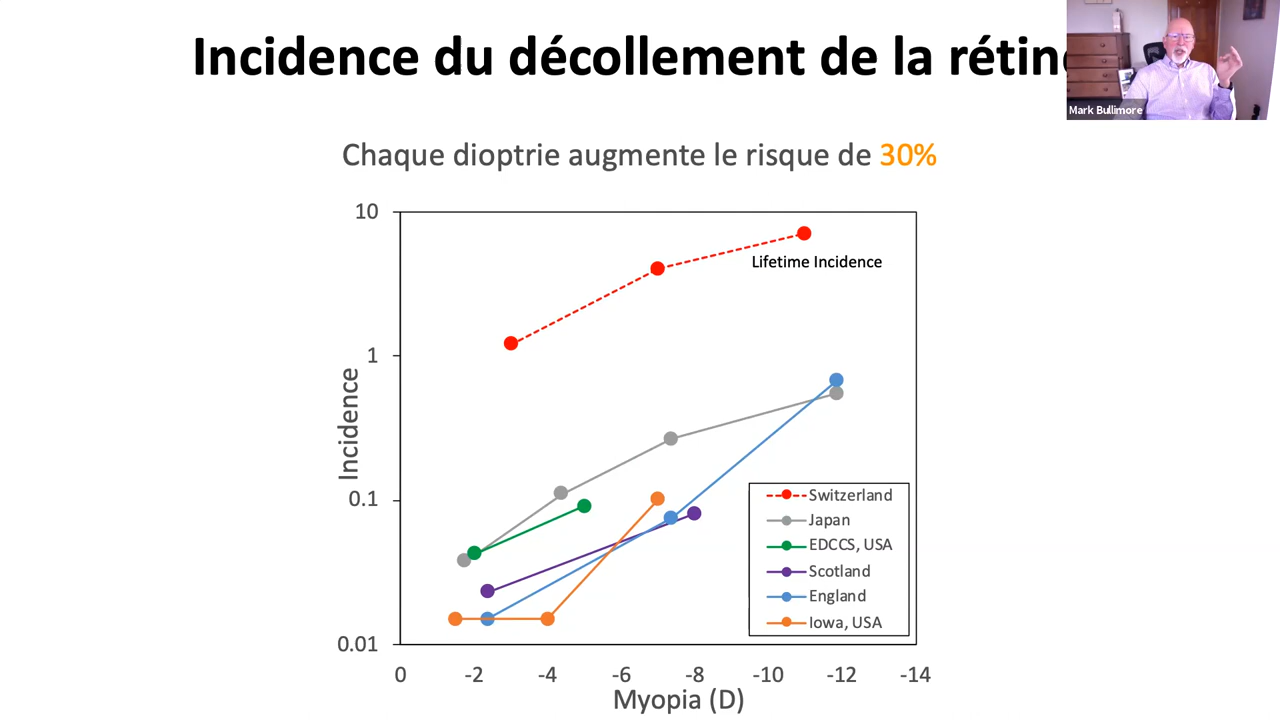 Incidence du décollement de la rétin
Mark Bullimore
Chaque dioptrie augmente le risque de 30%
10
1
0.1
0.01
Incidence
Lifetime Incidence
Switzerland
Japan
EDCCS, USA
Scotland
England
Iowa, USA
0 -2 -4 -6 -8 -10 -12 -14
Myopia (D)